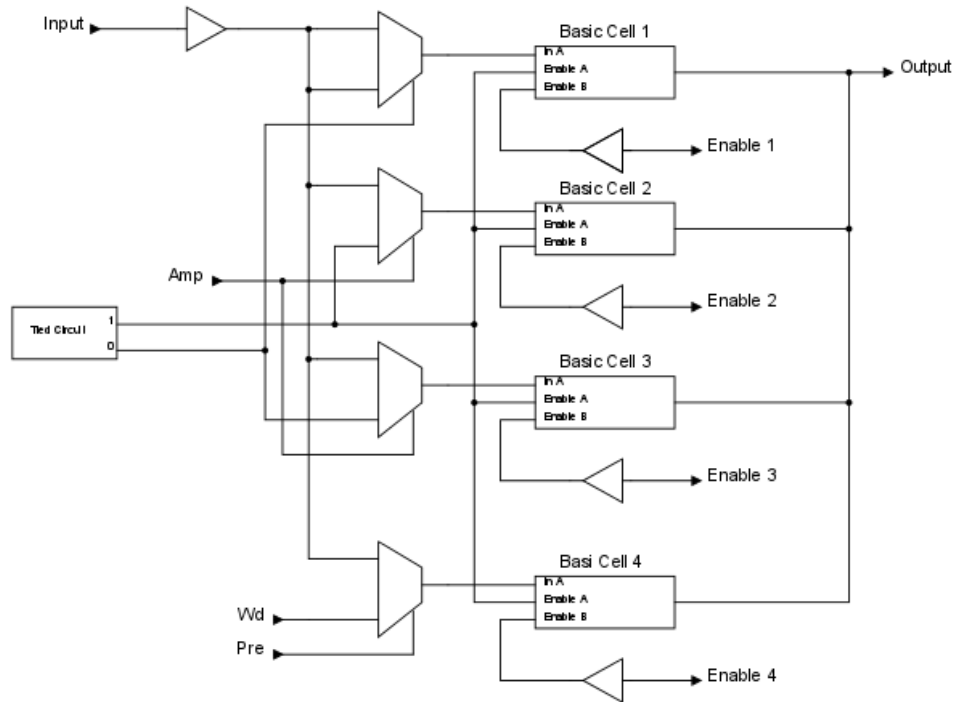 Input
Basic Cell 1
In A
Enable A
Enable B
Output
Enable 1
Basic Cell 2
In A
Enable A
Enable B
Amp
Enable 2
Tied Circuit
1
0
Basic Cell 3
In A
Enable A
Enable B
Enable 3
Basi Cell 4
In A
Enable A
Enable B
Wd
Pre
Enable 4